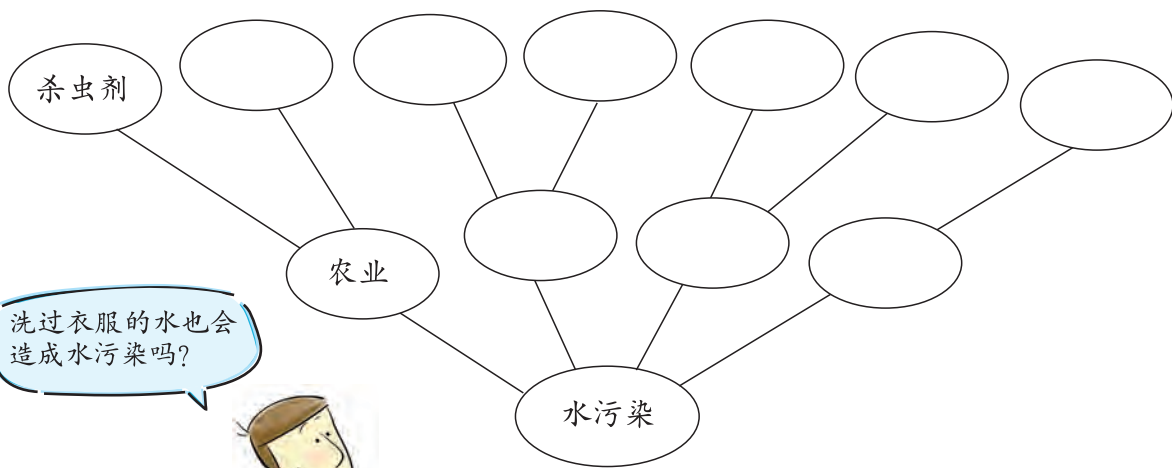 杀虫剂
农业
洗过衣服的水也会
造成水污染吗?
水污染